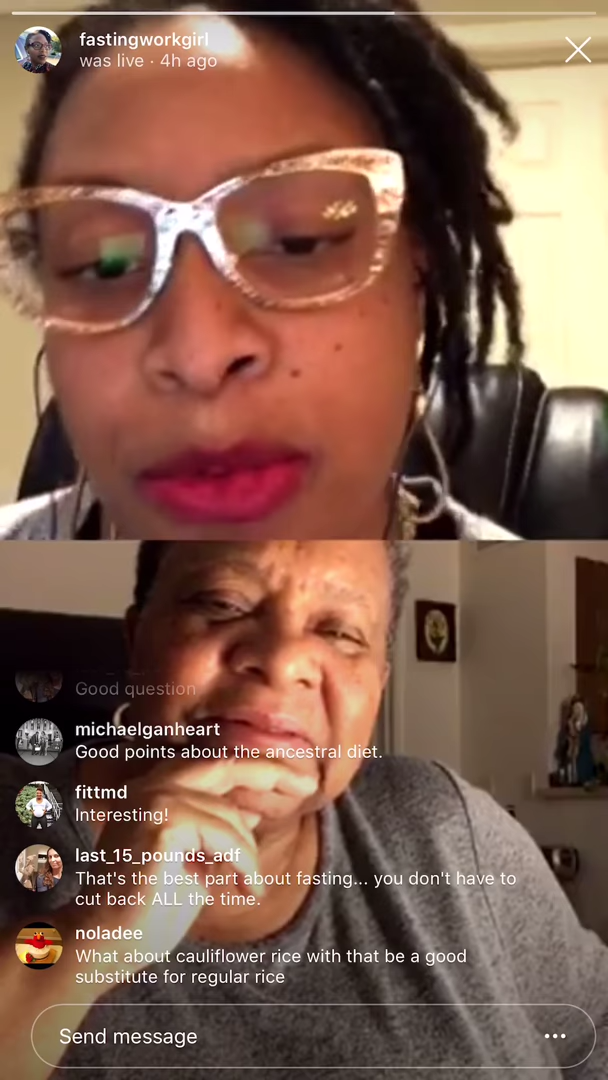 fastingworkgirl
was live · 4h ago
Good question
michaelganheart
Good points about the ancestral diet.
fittmd
Interesting!
last_15_pounds_adf
That's the best part about fasting... you don't have to
cut back ALL the time.
noladee
What about cauliflower rice with that be a good
substitute for regular rice
Send message